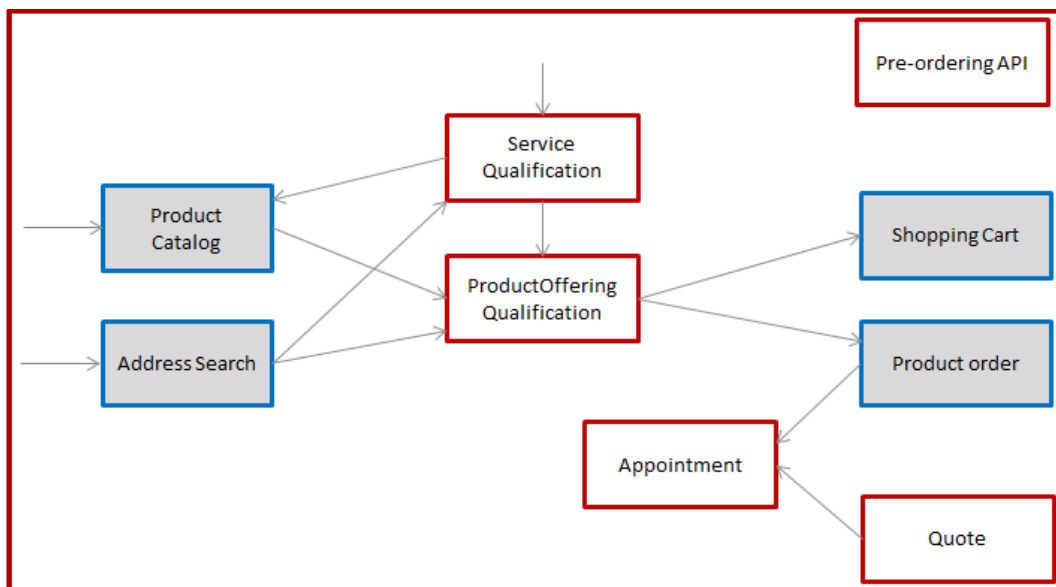 Pre-ordering API
Service
Qualification
Product
Catalog
Shopping Cart
ProductOffering
Qualification
Address Search
Product order
Appointment
Quote